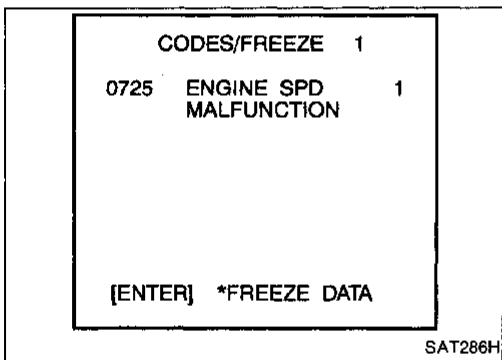 CODES/FREEZE 1
0725 ENGINE SPD 1
MALFUNCTION
[ENTER] *FREEZE DATA
SAT286H